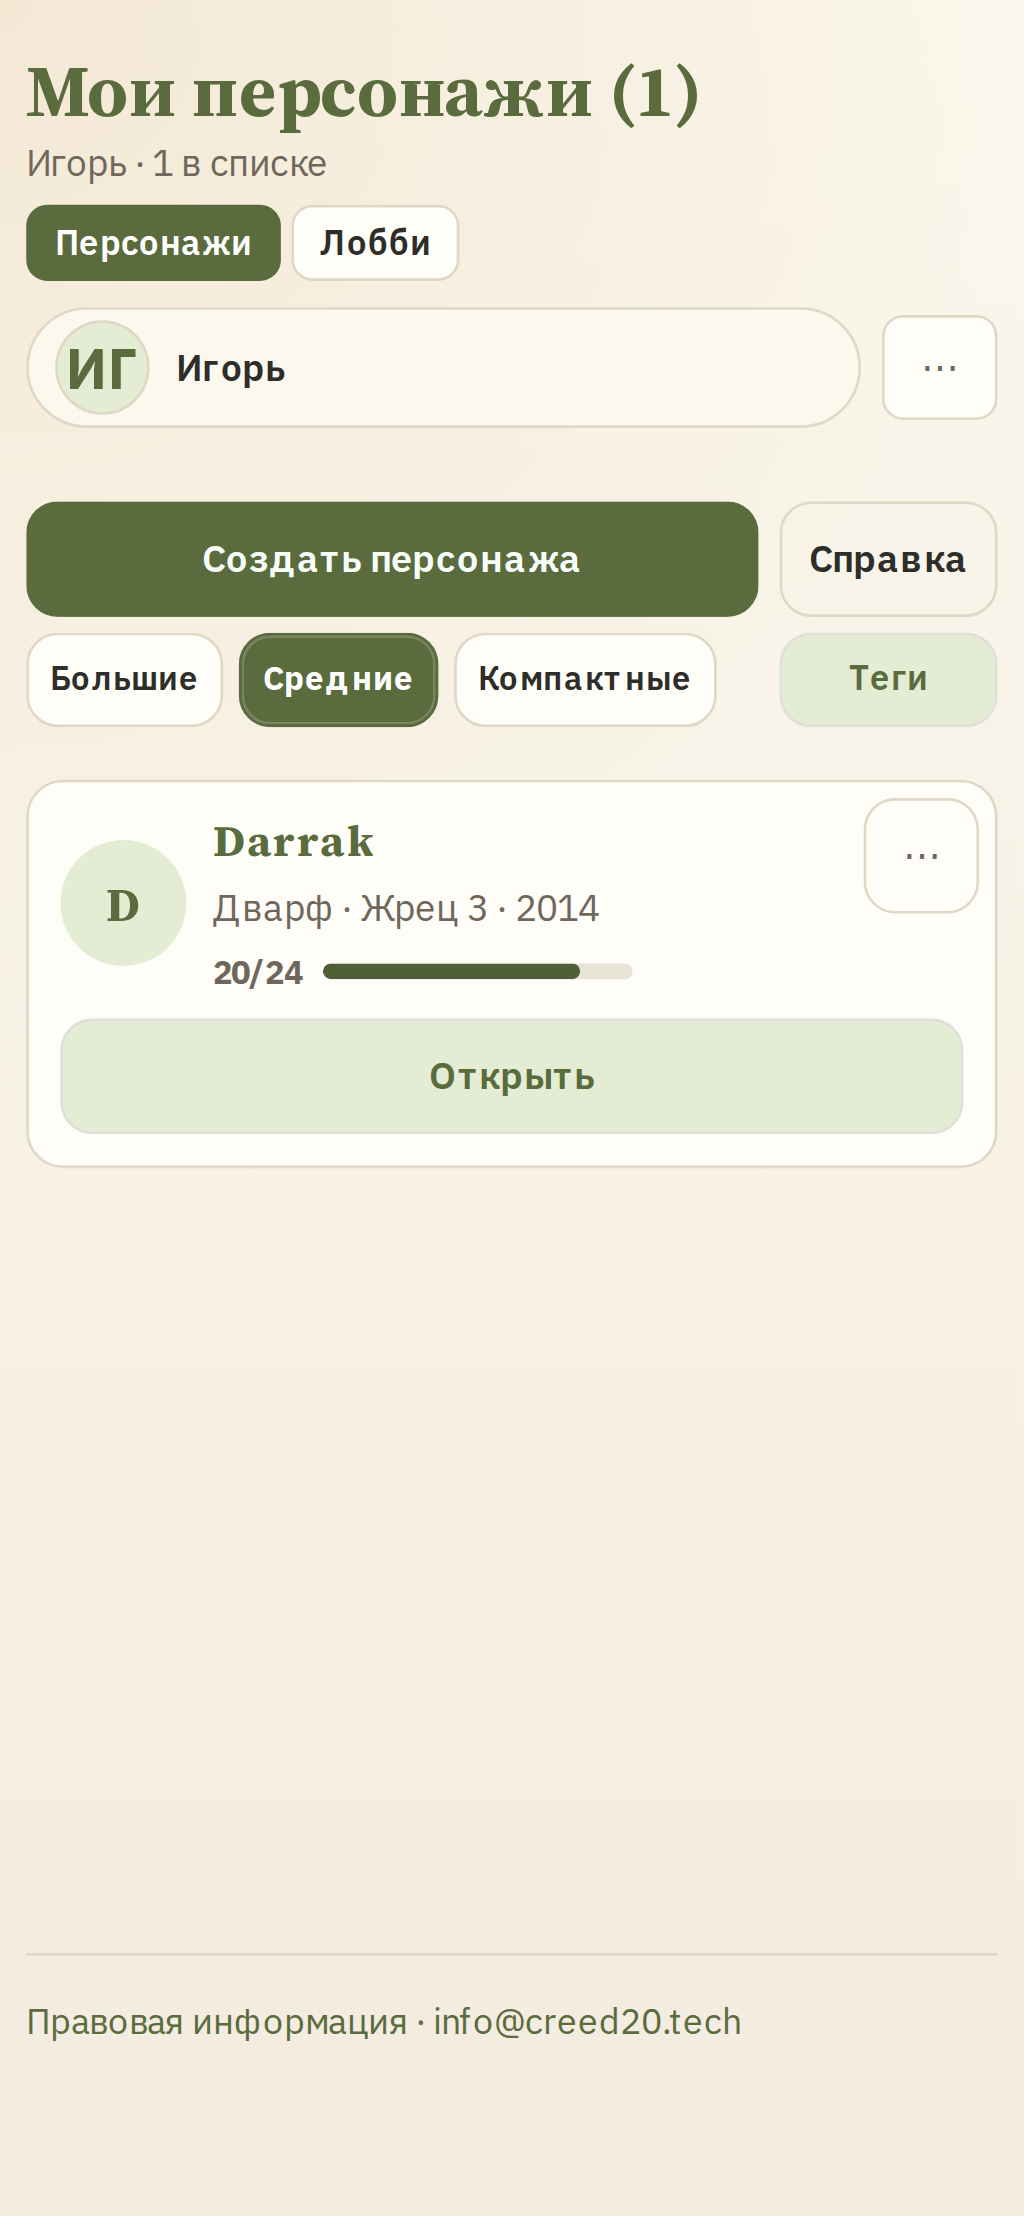 Мои персонажи (1)
Игорь · 1 в списке
Персонажи Лобби
ИГ Игорь ...
Создать персонажа Справка
Большие Средние Компактные Теги
D Darrak ...
Дварф · Жрец 3 · 2014
20/24
Открыть
Правовая информация · info@creed20.tech